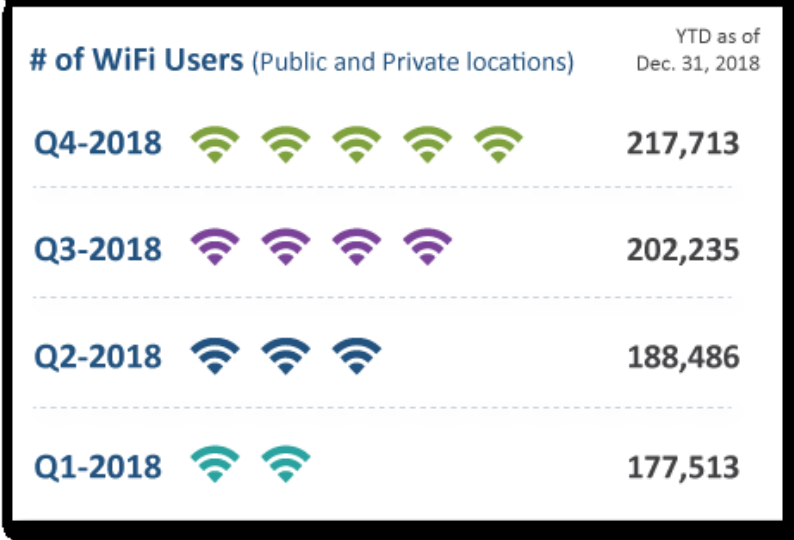 # of WiFi Users (Public and Private locations)
YTD as of
Dec. 31, 2018
Q4-2018 217,713
Q3-2018 202,235
Q2-2018 188,486
Q1-2018 177,513